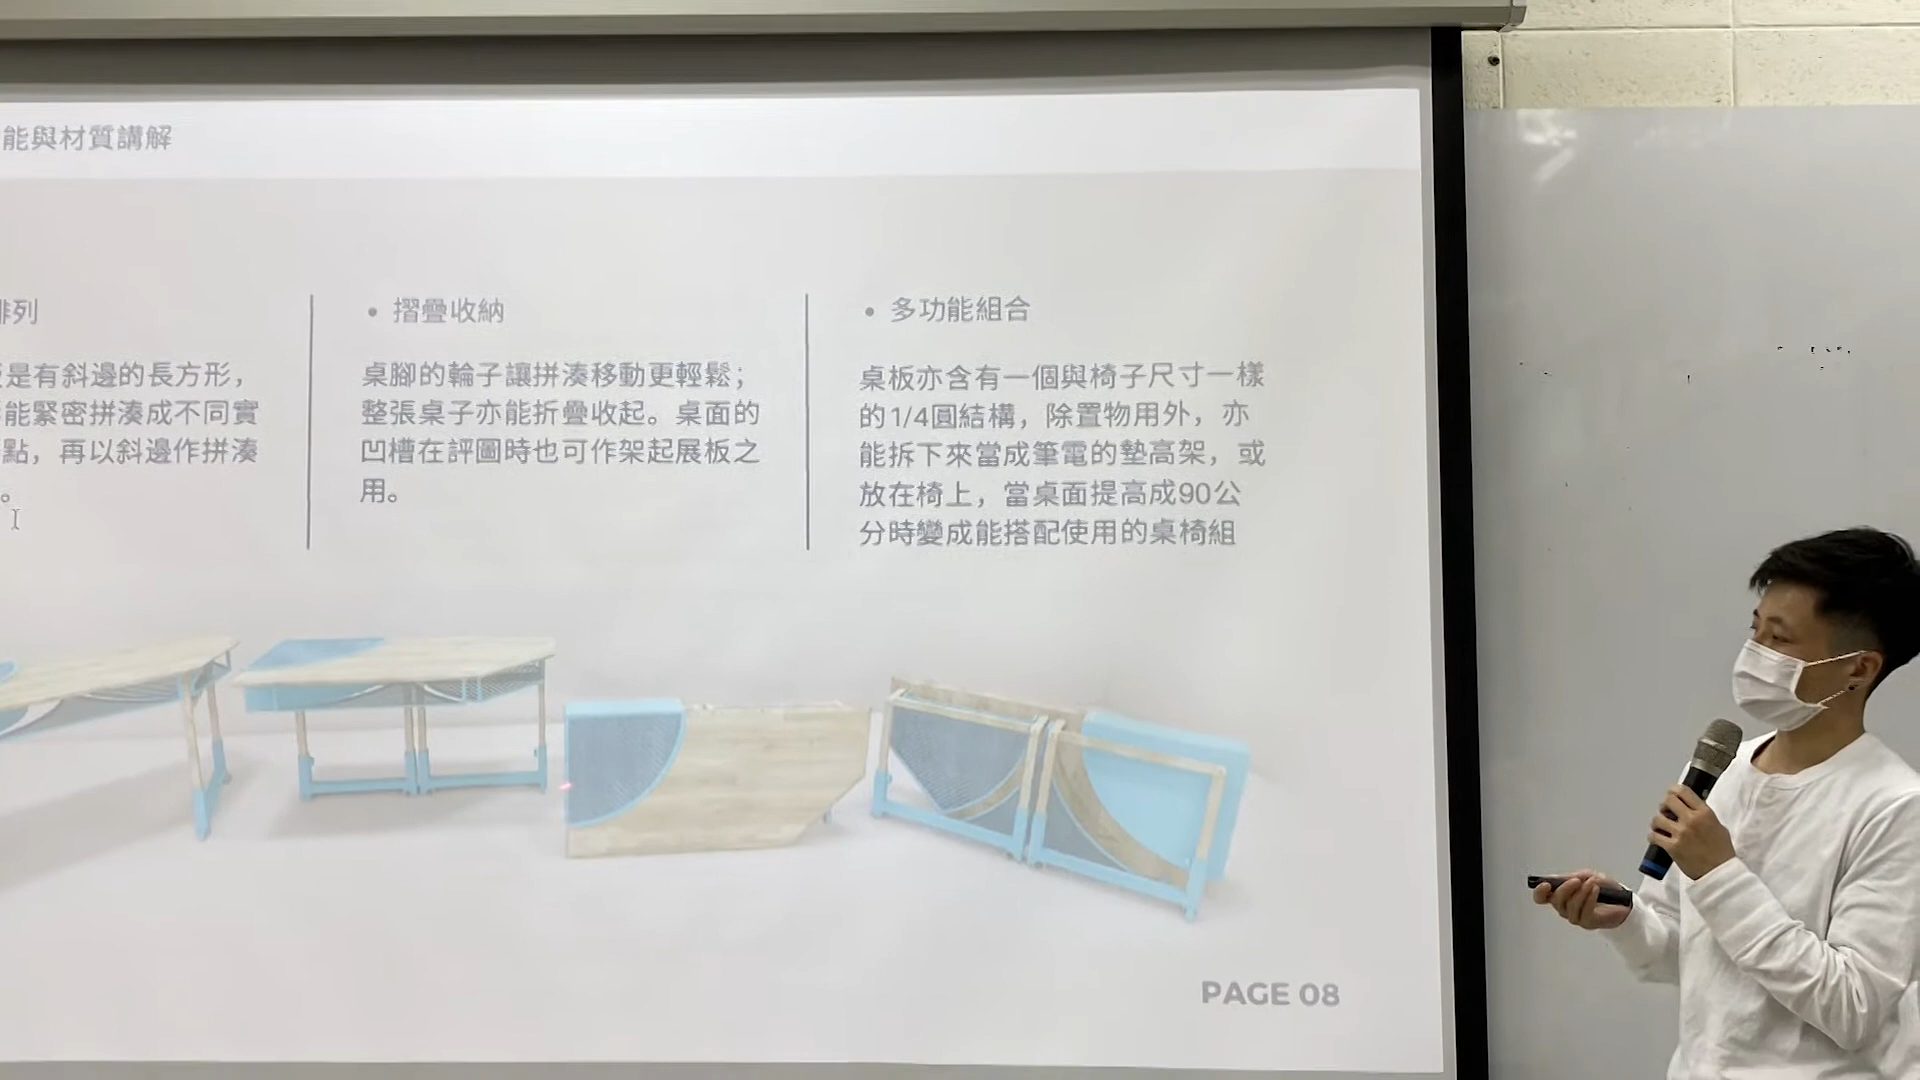 能與材質講解
排列
是有斜邊的長方形，
能緊密拼湊成不同實
點，再以斜邊作拼湊
。
• 摺疊收納
桌腳的輪子讓拼湊移動更輕鬆；
整張桌子亦能折疊收起。桌面的
凹槽在評圖時也可作架起展板之
用。
• 多功能組合
桌板亦含有一個與椅子尺寸一樣
的1/4圓結構，除置物用外，亦
能拆下來當成筆電的墊高架，或
放在椅上，當桌面提高成90公
分時變成能搭配使用的桌椅組
PAGE 08